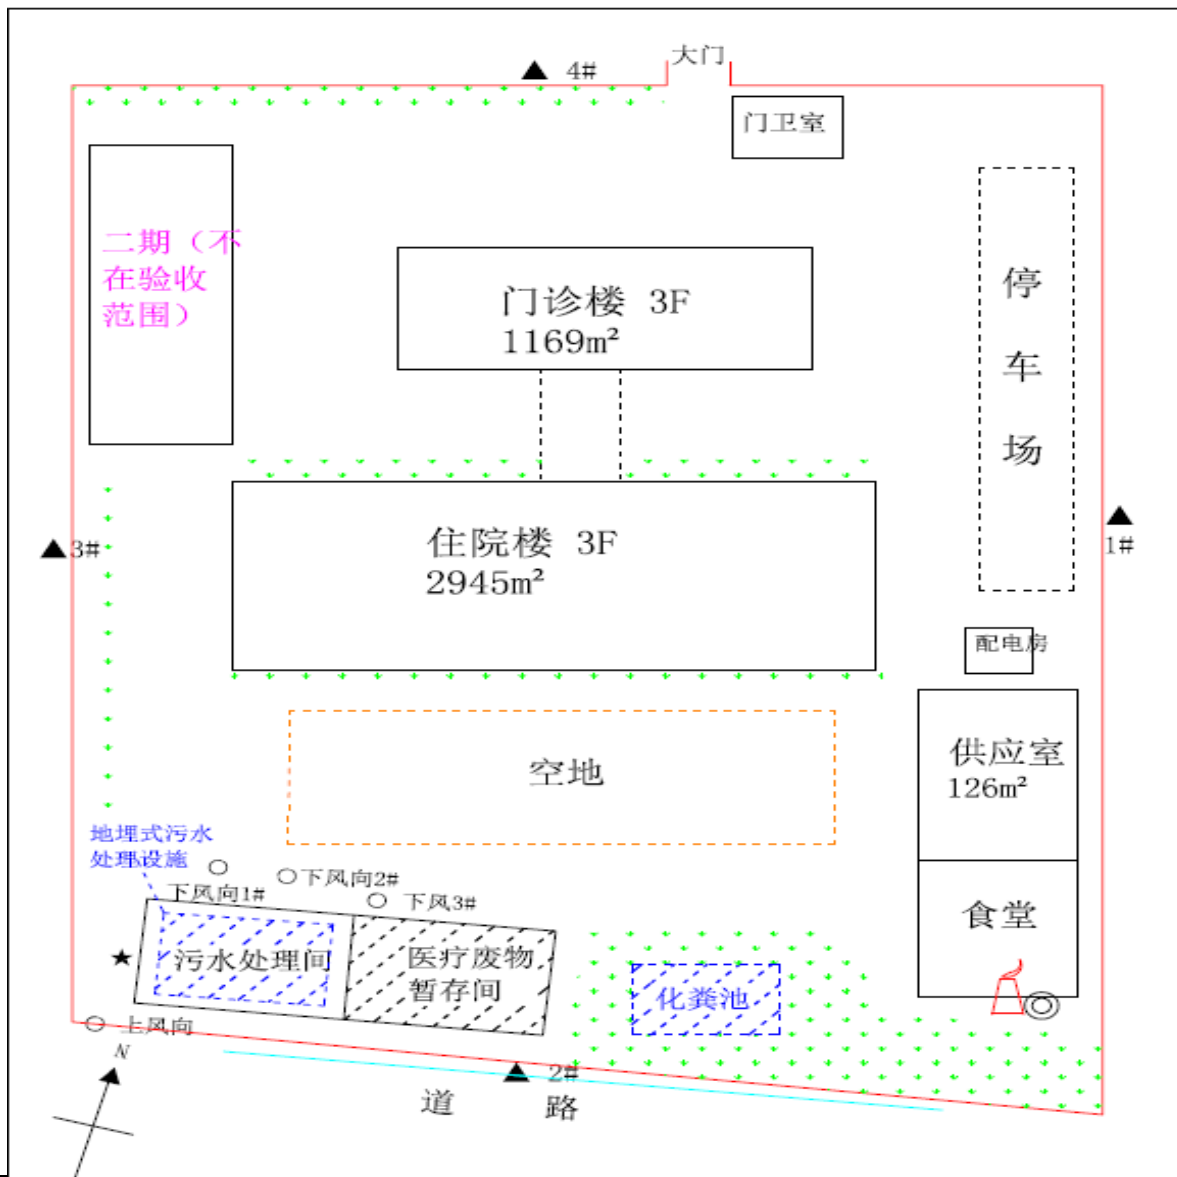 大门
4#
门卫室
二期（不
在验收
范围）
门诊楼 3F
1169m²
停
车
场
住院楼 3F
2945m²
3#
1#
配电房
供应室
126m²
空地
地埋式污水
处理设施
下风向1#
下风向2#
下风3#
食堂
污水处理间
医疗废物
暂存间
化粪池
上风向
N
2#
道 路